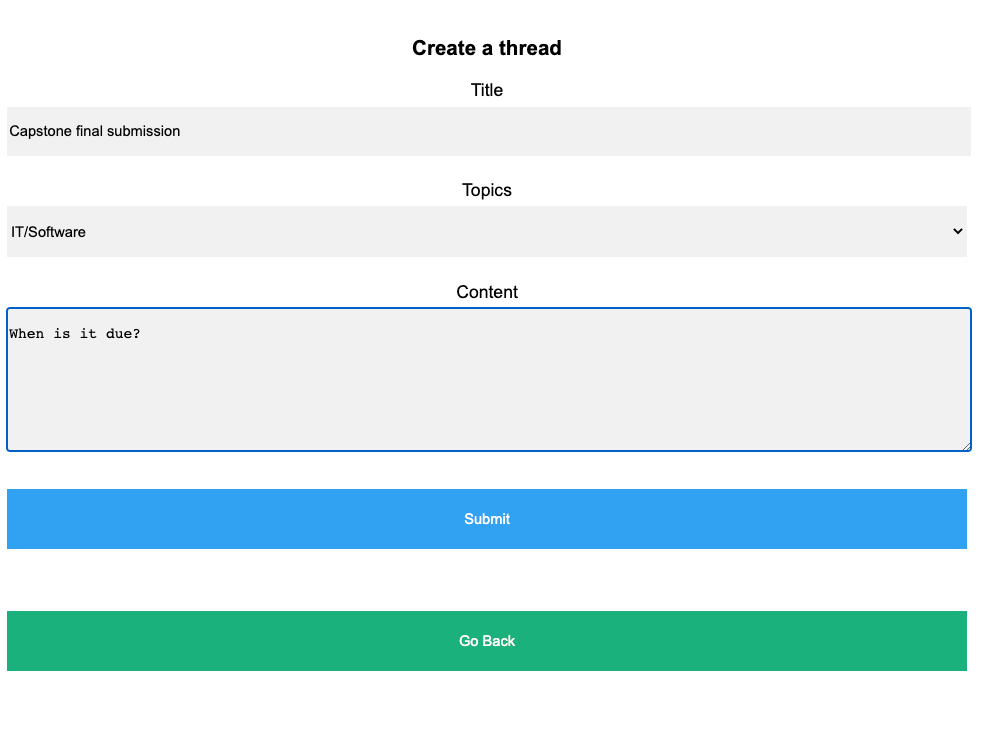 Create a thread
Title
Capstone final submission
Topics
IT/Software
Content
When is it due?
Submit
Go Back